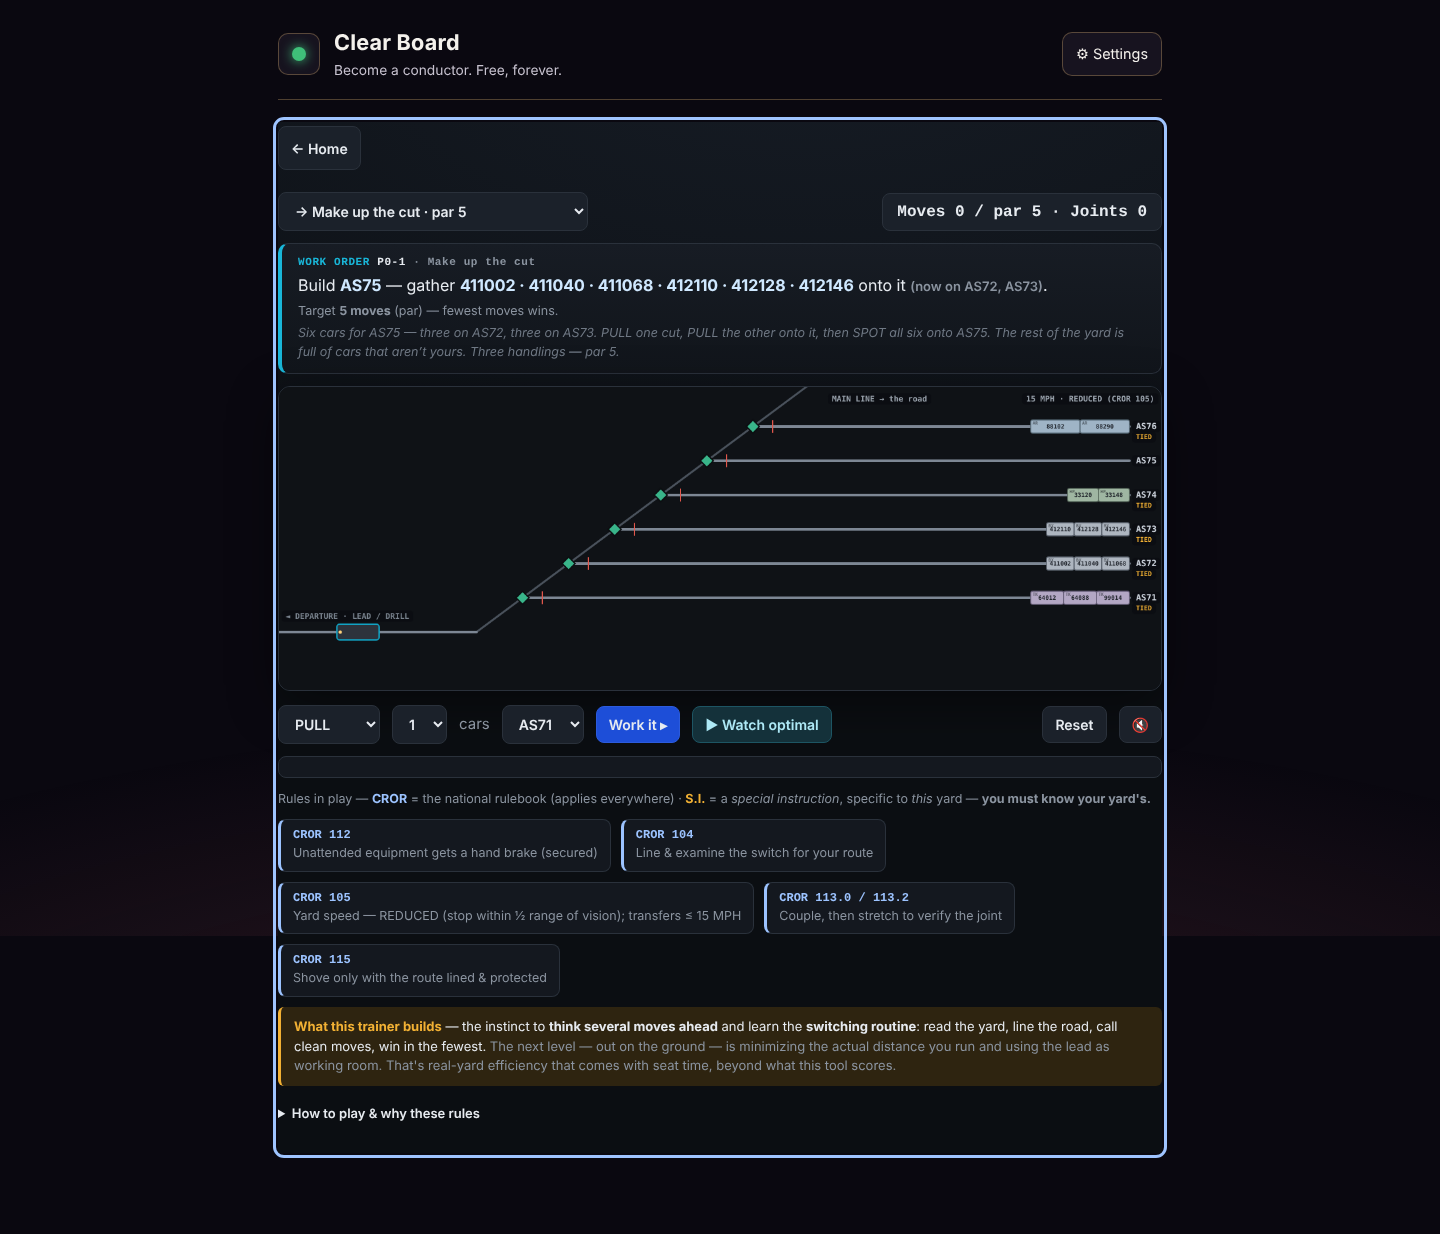 Clear Board
Become a conductor. Free, forever.
⚙ Settings
← Home
→ Make up the cut · par 5
Moves 0 / par 5 · Joints 0
WORK ORDER P0-1 · Make up the cut
Build AS75 — gather 411002 · 411040 · 411068 · 412110 · 412128 · 412146 onto it (now on AS72, AS73).
Target 5 moves (par) — fewest moves wins.
Six cars for AS75 — three on AS72, three on AS73. PULL one cut, PULL the other onto it, then SPOT all six onto AS75. The rest of the yard is
full of cars that aren't yours. Three handlings — par 5.
MAIN LINE → the road
15 MPH · REDUCED (CROR 105)
88102 88290 AS76
TIED
AS75
33120 33148 AS74
TIED
412110 412128 412146 AS73
TIED
411002 411040 411068 AS72
TIED
64012 64088 99014 AS71
TIED
◄ DEPARTURE · LEAD / DRILL
PULL
1
cars
AS71
Work it ▸
▶ Watch optimal
Reset
Rules in play — CROR = the national rulebook (applies everywhere) · S.I. = a special instruction, specific to this yard — you must know your yard's.
CROR 112
Unattended equipment gets a hand brake (secured)
CROR 104
Line & examine the switch for your route
CROR 105
Yard speed — REDUCED (stop within ½ range of vision); transfers ≤ 15 MPH
CROR 113.0 / 113.2
Couple, then stretch to verify the joint
CROR 115
Shove only with the route lined & protected
What this trainer builds — the instinct to think several moves ahead and learn the switching routine: read the yard, line the road, call
clean moves, win in the fewest. The next level — out on the ground — is minimizing the actual distance you run and using the lead as
working room. That's real-yard efficiency that comes with seat time, beyond what this tool scores.
▶ How to play & why these rules